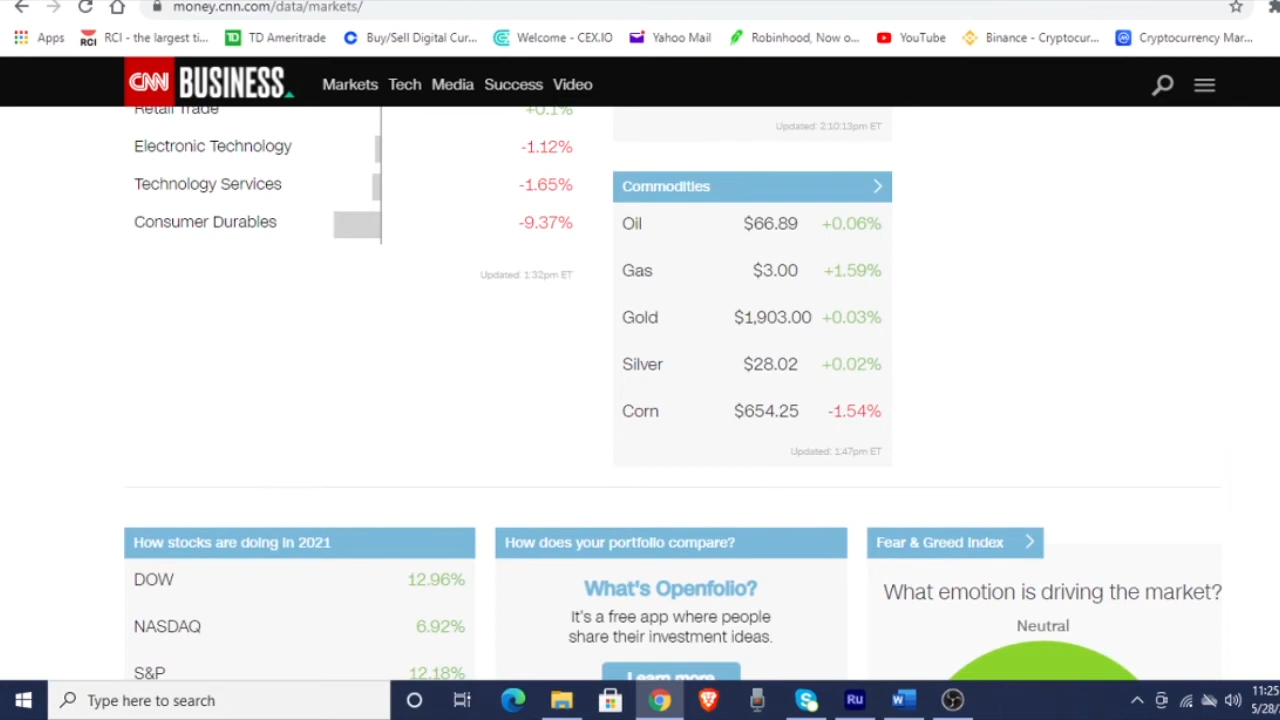 money.cnn.com/data/markets/
Apps RCI - the largest ti... TD Ameritrade Buy/Sell Digital Cur... Welcome - CEX.IO Yahoo Mail Robinhood, Now o... YouTube Binance - Cryptocur... Cryptocurrency Mar...
CNN BUSINESS Markets Tech Media Success Video
Retail Trade +0.1%
Electronic Technology -1.12%
Technology Services -1.65%
Consumer Durables -9.37%
Updated: 1:32pm ET
Updated: 2:10:13pm ET
Commodities
Oil $66.89 +0.06%
Gas $3.00 +1.59%
Gold $1,903.00 +0.03%
Silver $28.02 +0.02%
Corn $654.25 -1.54%
Updated: 1:47pm ET
How stocks are doing in 2021
DOW 12.96%
NASDAQ 6.92%
S&P 12.18%
How does your portfolio compare?
What's Openfolio?
It's a free app where people
share their investment ideas.
Learn more
Fear & Greed Index
What emotion is driving the market?
Neutral
Type here to search
Ru
11:25
5/28/